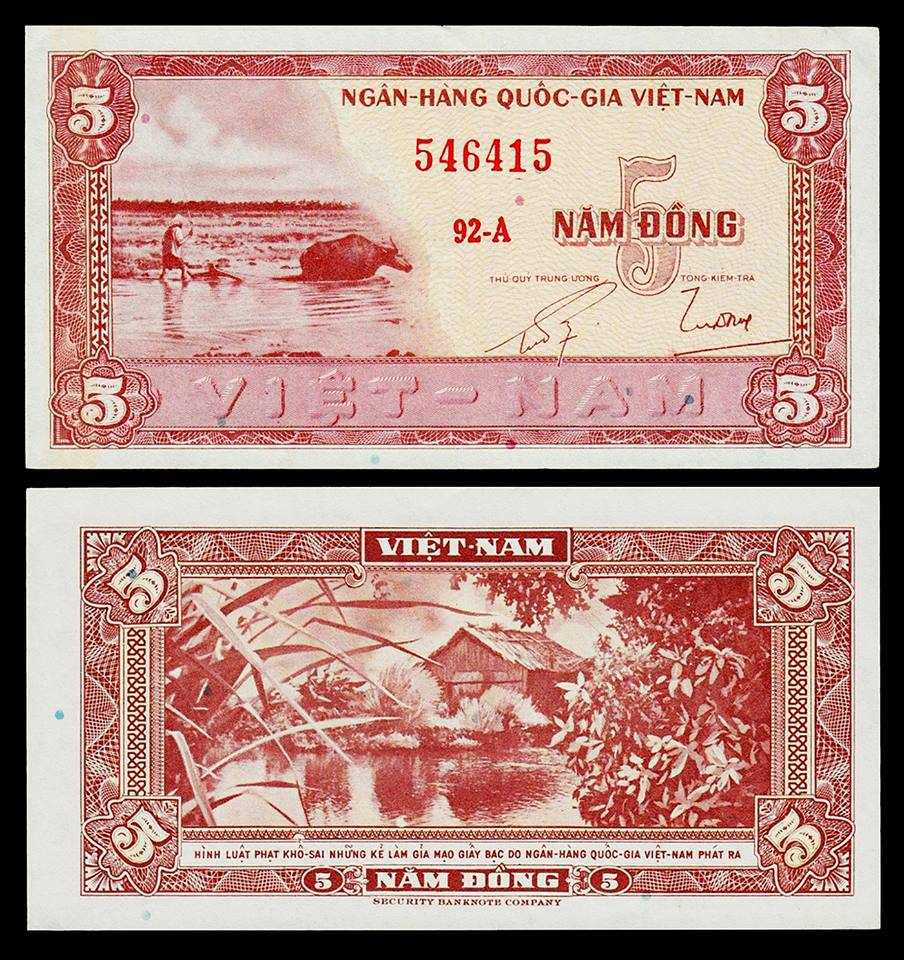 5
5
NGÂN-HÀNG QUỐC-GIA VIỆT-NAM
546415
92-A
5
NĂM ĐỒNG
THỦ-QUỸ TRUNG-ƯƠNG
TỔNG-KIỂM-TRA
VIỆT-NAM
5
5
5
VIỆT-NAM
5
HÌNH LUẬT PHẠT KHỔ-SAI NHỮNG KẺ LÀM GIẢ MẠO GIẤY BẠC DO NGÂN-HÀNG QUỐC-GIA VIỆT-NAM PHÁT RA
5
5
5 NĂM ĐỒNG 5
SECURITY BANKNOTE COMPANY